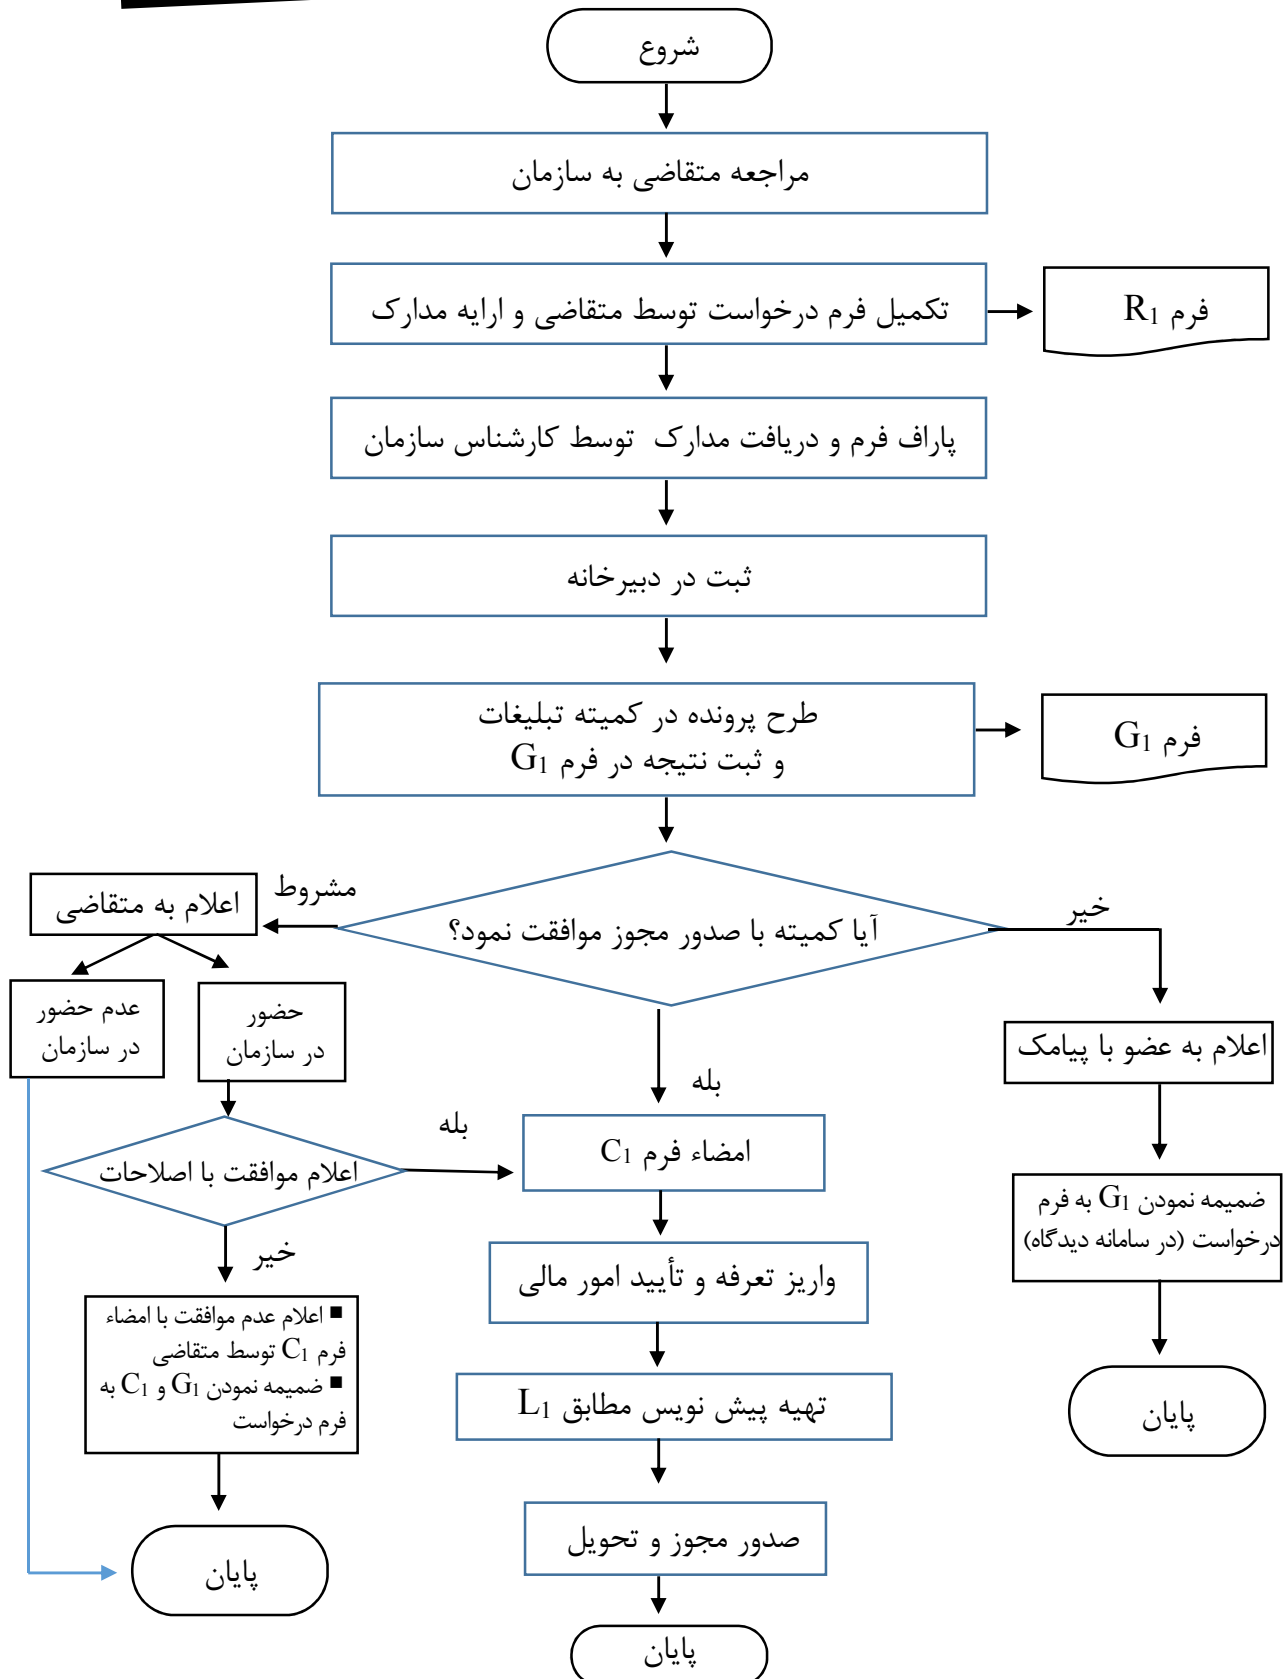 شروع
مراجعه متقاضی به سازمان
تکمیل فرم درخواست توسط متقاضی و ارایه مدارک
فرم R1
پاراف فرم و دریافت مدارک توسط کارشناس سازمان
ثبت در دبیرخانه
طرح پرونده در کمیته تبلیغات
و ثبت نتیجه در فرم G1
فرم G1
آیا کمیته با صدور مجوز موافقت نمود؟
خیر
مشروط
بله
اعلام به عضو با پیامک
ضمیمه نمودن G1 به فرم
درخواست (در سامانه دیدگاه)
پایان
اعلام به متقاضی
حضور
در سازمان
عدم حضور
در سازمان
اعلام موافقت با اصلاحات
بله
خیر
■ اعلام عدم موافقت با امضاء
فرم C1 توسط متقاضی
■ ضمیمه نمودن G1 و C1 به
فرم درخواست
پایان
امضاء فرم C1
واریز تعرفه و تأیید امور مالی
تهیه پیش نویس مطابق L1
صدور مجوز و تحویل
پایان